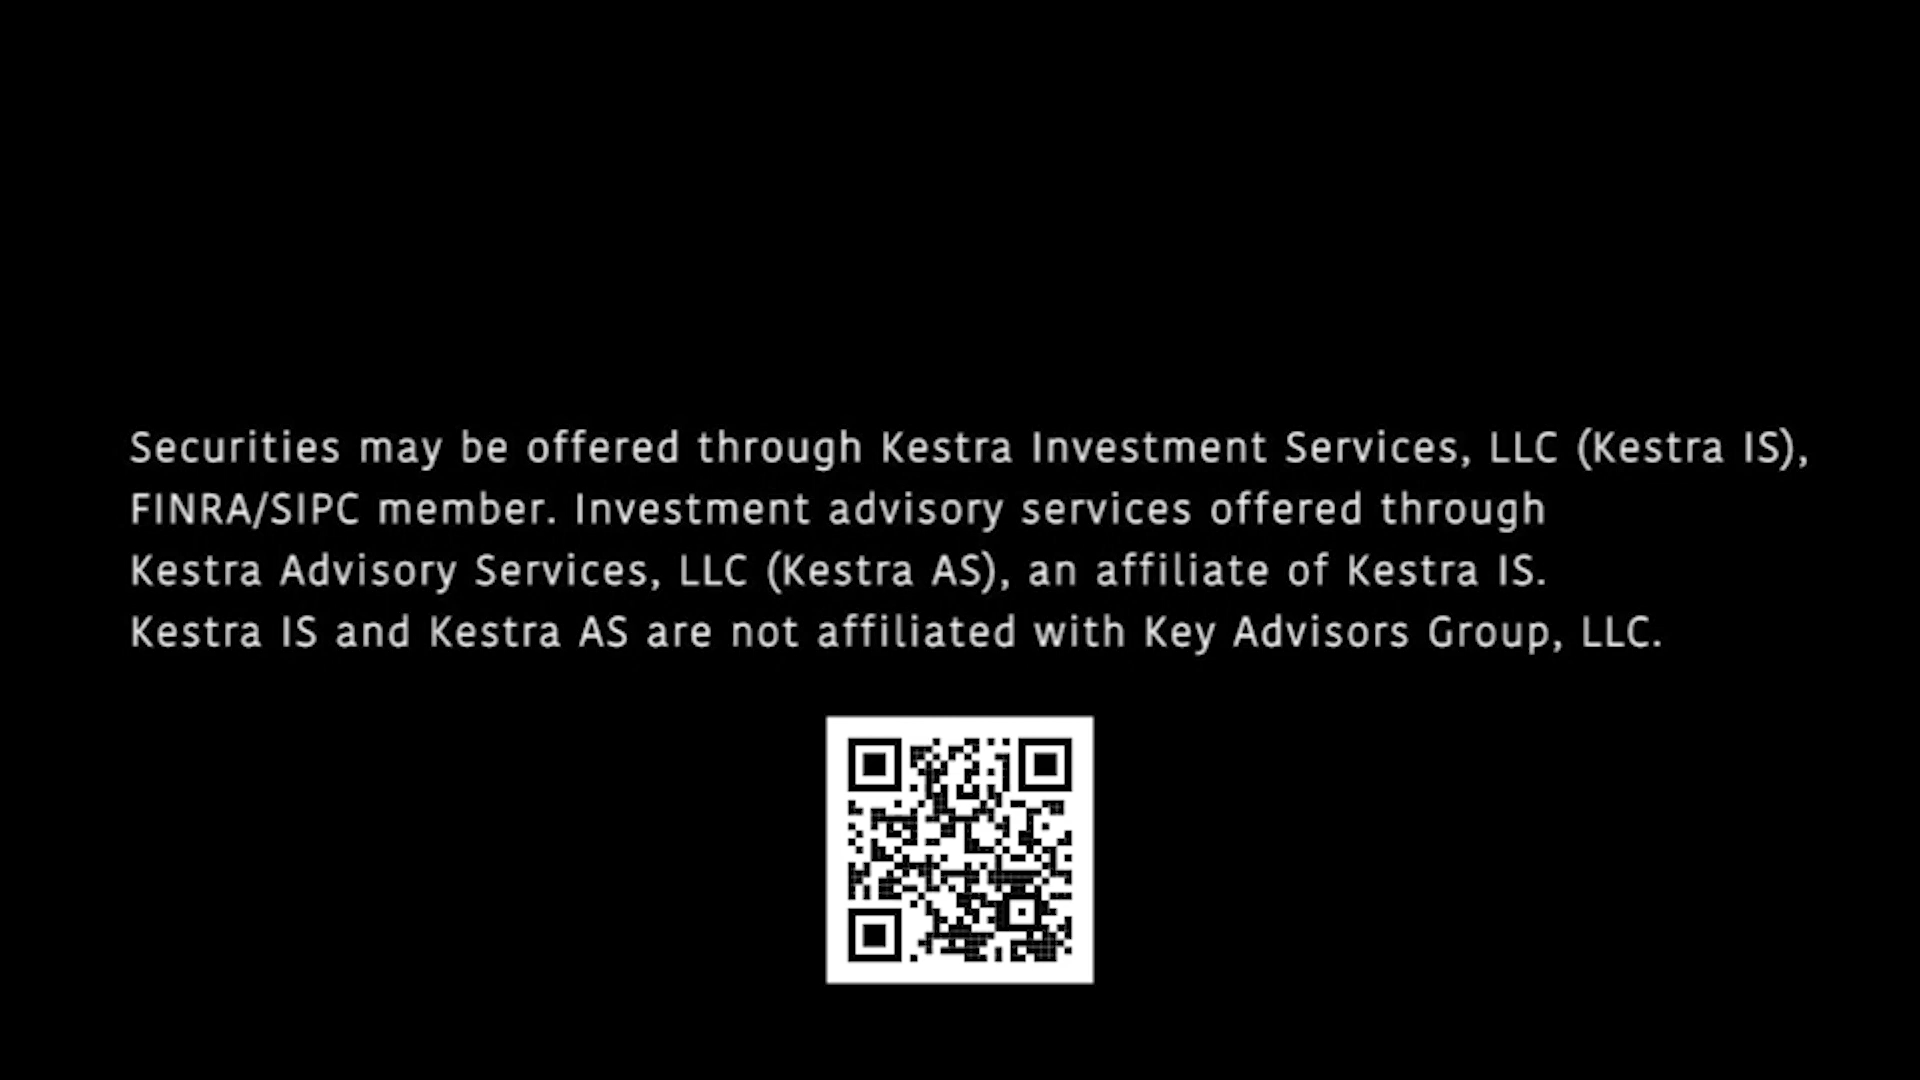 Securities may be offered through Kestra Investment Services, LLC (Kestra IS),
FINRA/SIPC member. Investment advisory services offered through
Kestra Advisory Services, LLC (Kestra AS), an affiliate of Kestra IS.
Kestra IS and Kestra AS are not affiliated with Key Advisors Group, LLC.